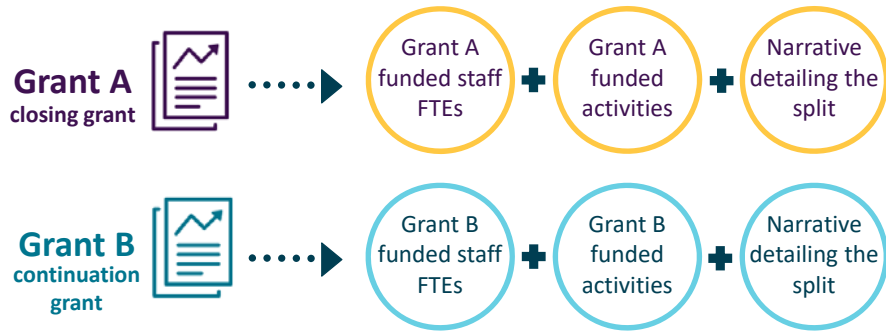 Grant A
closing grant
Grant A
funded staff
FTEs
Grant A
funded
activities
Narrative
detailing the
split
Grant B
continuation
grant
Grant B
funded staff
FTEs
Grant B
funded
activities
Narrative
detailing the
split